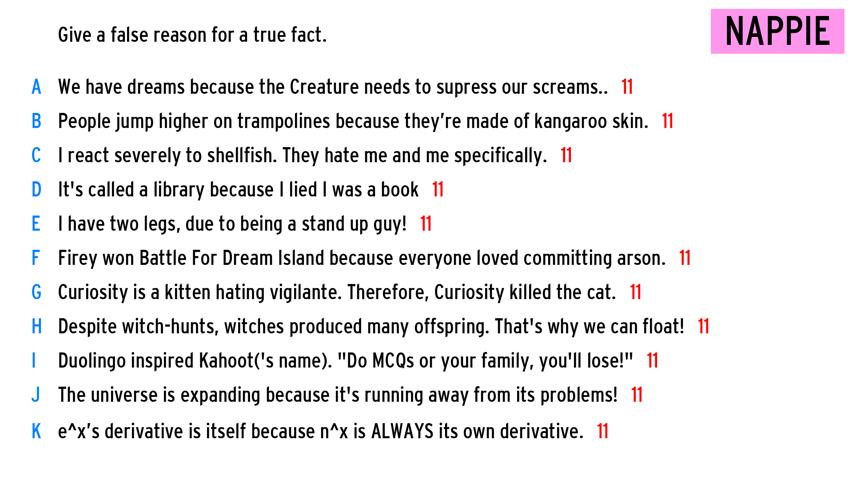 Give a false reason for a true fact.
NAPPIE
A We have dreams because the Creature needs to supress our screams.. 11
B People jump higher on trampolines because they're made of kangaroo skin. 11
C I react severely to shellfish. They hate me and me specifically. 11
D It's called a library because I lied I was a book 11
E I have two legs, due to being a stand up guy! 11
F Firey won Battle For Dream Island because everyone loved committing arson. 11
G Curiosity is a kitten hating vigilante. Therefore, Curiosity killed the cat. 11
H Despite witch-hunts, witches produced many offspring. That's why we can float! 11
I Duolingo inspired Kahoot('s name). "Do MCQs or your family, you'll lose!" 11
J The universe is expanding because it's running away from its problems! 11
K e^x's derivative is itself because n^x is ALWAYS its own derivative. 11